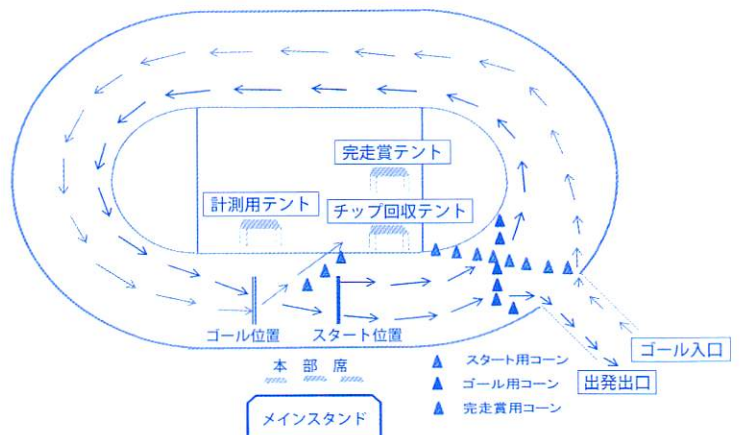 完走賞テント
計測用テント
チップ回収テント
ゴール位置
スタート位置
ゴール入口
出発出口
本部席
メインスタンド
スタート用コーン
ゴール用コーン
完走賞用コーン